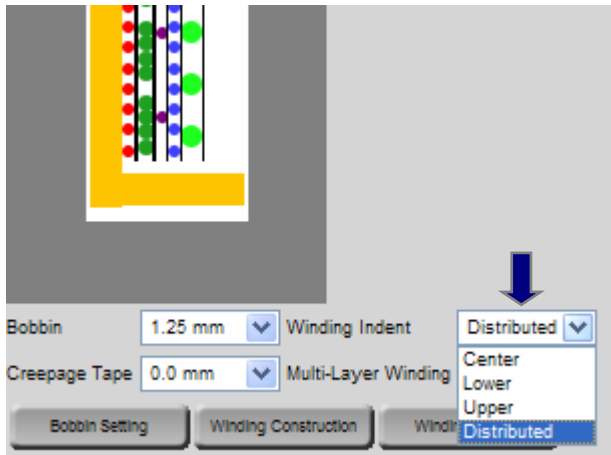 Bobbin 1.25 mm Winding Indent Distributed
Center
Creepage Tape 0.0 mm Multi-Layer Winding
Lower
Upper
Bobbin Setting Winding Construction
Distributed